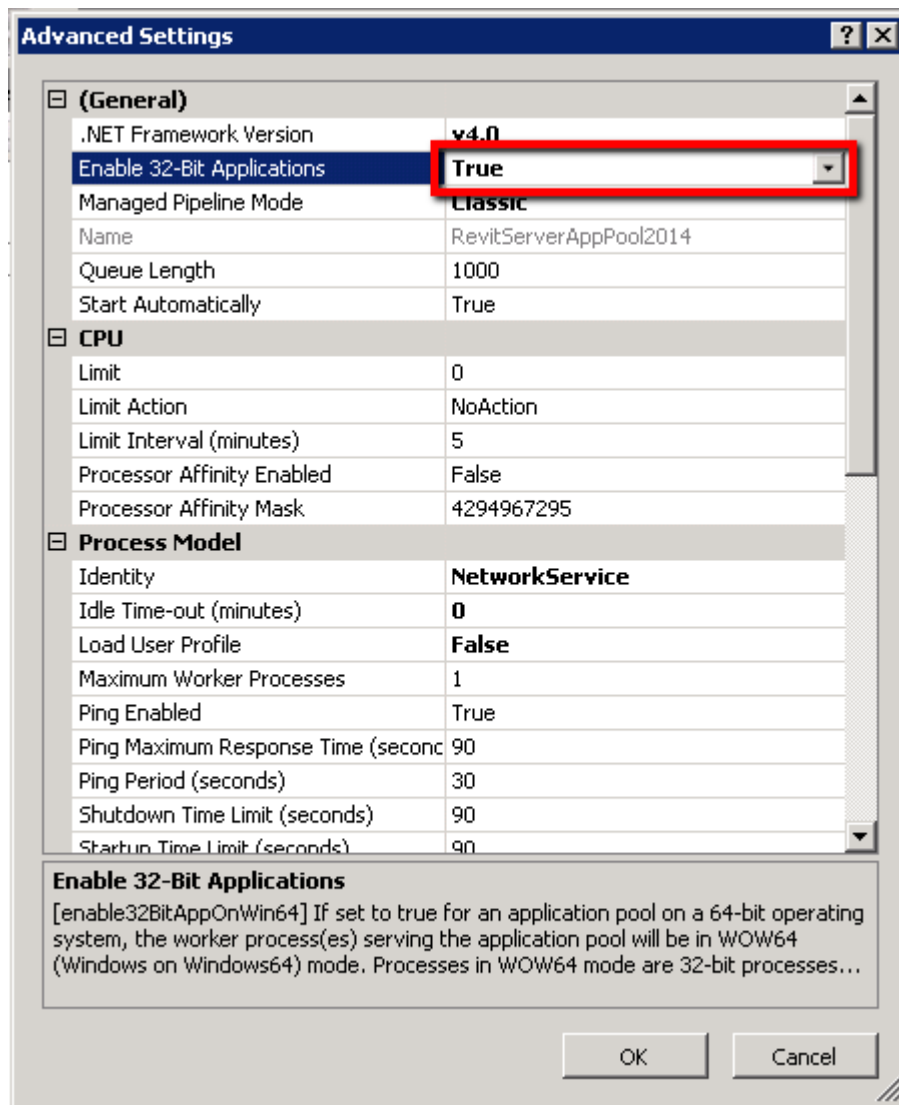 Advanced Settings
(General)
.NET Framework Version v4.0
Enable 32-Bit Applications True
Managed Pipeline Mode Classic
Name RevitServerAppPool2014
Queue Length 1000
Start Automatically True
CPU
Limit 0
Limit Action NoAction
Limit Interval (minutes) 5
Processor Affinity Enabled False
Processor Affinity Mask 4294967295
Process Model
Identity NetworkService
Idle Time-out (minutes) 0
Load User Profile False
Maximum Worker Processes 1
Ping Enabled True
Ping Maximum Response Time (seconc 90
Ping Period (seconds) 30
Shutdown Time Limit (seconds) 90
Startup Time Limit (seconds) 90
Enable 32-Bit Applications
[enable32BitAppOnWin64] If set to true for an application pool on a 64-bit operating
system, the worker process(es) serving the application pool will be in WOW64
(Windows on Windows64) mode. Processes in WOW64 mode are 32-bit processes...
OK Cancel